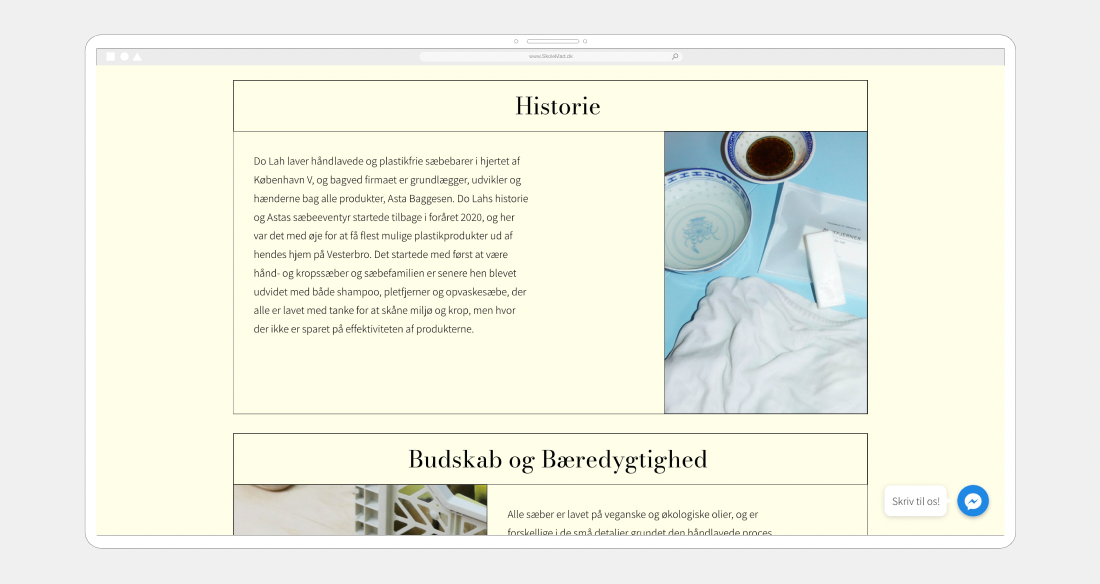 www.SkoleMad.dk
Historie
Do Lah laver håndlavede og plastikfrie sæbebarer i hjertet af
København V, og bagved firmaet er grundlægger, udvikler og
hænderne bag alle produkter, Asta Baggesen. Do Lahs historie
og Astas sæbeeventyr startede tilbage i foråret 2020, og her
var det med øje for at få flest mulige plastikprodukter ud af
hendes hjem på Vesterbro. Det startede med først at være
hånd- og kropssæber og sæbefamilien er senere hen blevet
udvidet med både shampoo, pletfjerner og opvaskesæbe, der
alle er lavet med tanke for at skåne miljø og krop, men hvor
der ikke er sparet på effektiviteten af produkterne.
Budskab og Bæredygtighed
Alle sæber er lavet på veganske og økologiske olier, og er
forskellige i de små detaljer grundet den håndlavede proces
Skriv til os!